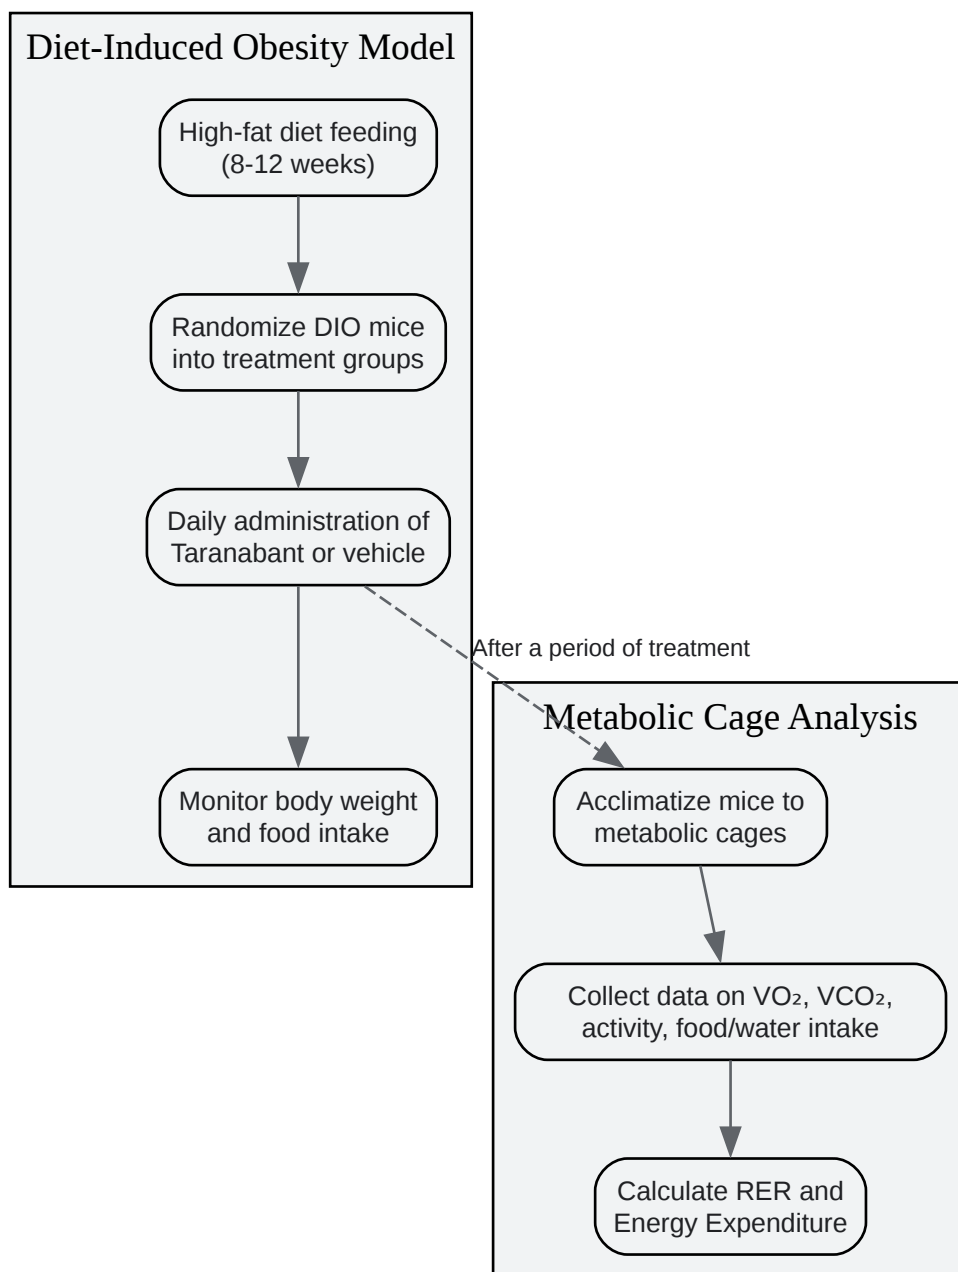 Diet-Induced Obesity Model
High-fat diet feeding
(8-12 weeks)
Randomize DIO mice
into treatment groups
Daily administration of
Taranabant or vehicle
Monitor body weight
and food intake
After a period of treatment
Metabolic Cage Analysis
Acclimatize mice to
metabolic cages
Collect data on VO₂, VCO₂,
activity, food/water intake
Calculate RER and
Energy Expenditure